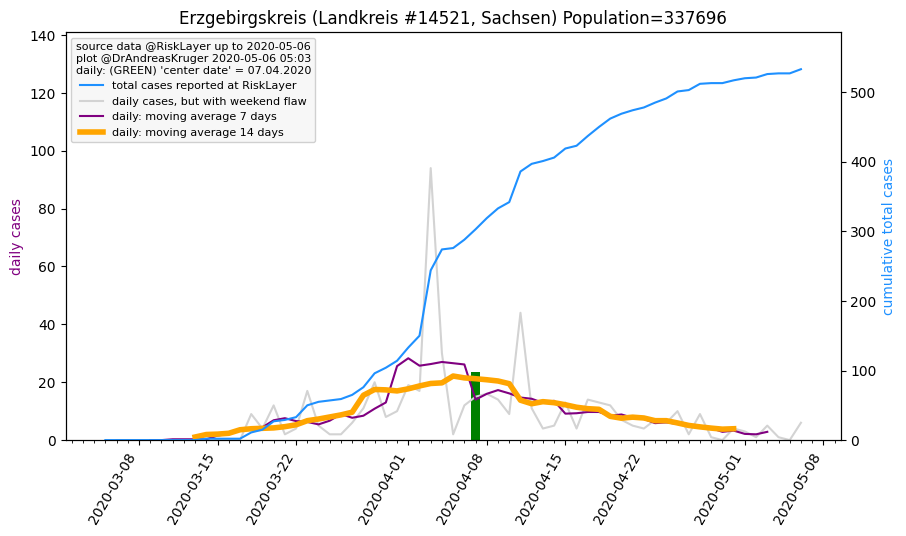 Erzgebirgskreis (Landkreis #14521, Sachsen) Population=337696
source data @RiskLayer up to 2020-05-06
plot @DrAndreasKruger 2020-05-06 05:03
daily: (GREEN) 'center date' = 07.04.2020
total cases reported at RiskLayer
daily cases, but with weekend flaw
daily: moving average 7 days
daily: moving average 14 days
daily cases
140
120
100
80
60
40
20
0
cumulative total cases
500
400
300
200
100
0
2020-03-08
2020-03-15
2020-03-22
2020-04-01
2020-04-08
2020-04-15
2020-04-22
2020-05-01
2020-05-08